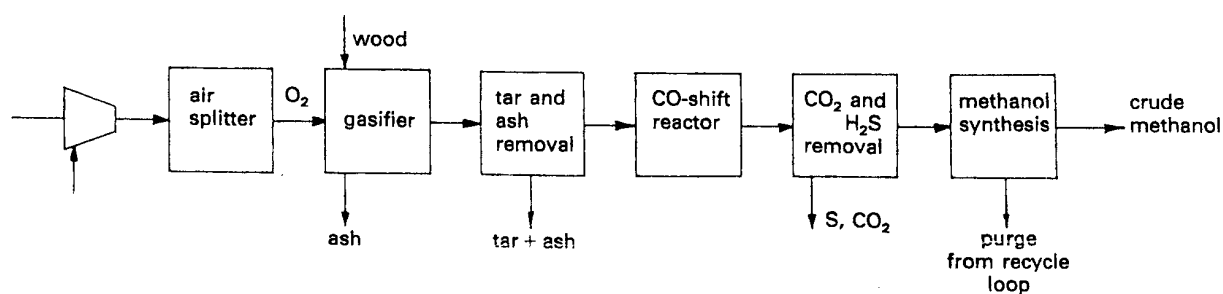 wood
air
splitter
O₂
gasifier
tar and
ash
removal
CO-shift
reactor
CO₂ and
H₂S
removal
methanol
synthesis
crude
methanol
ash
tar + ash
S, CO₂
purge
from recycle
loop